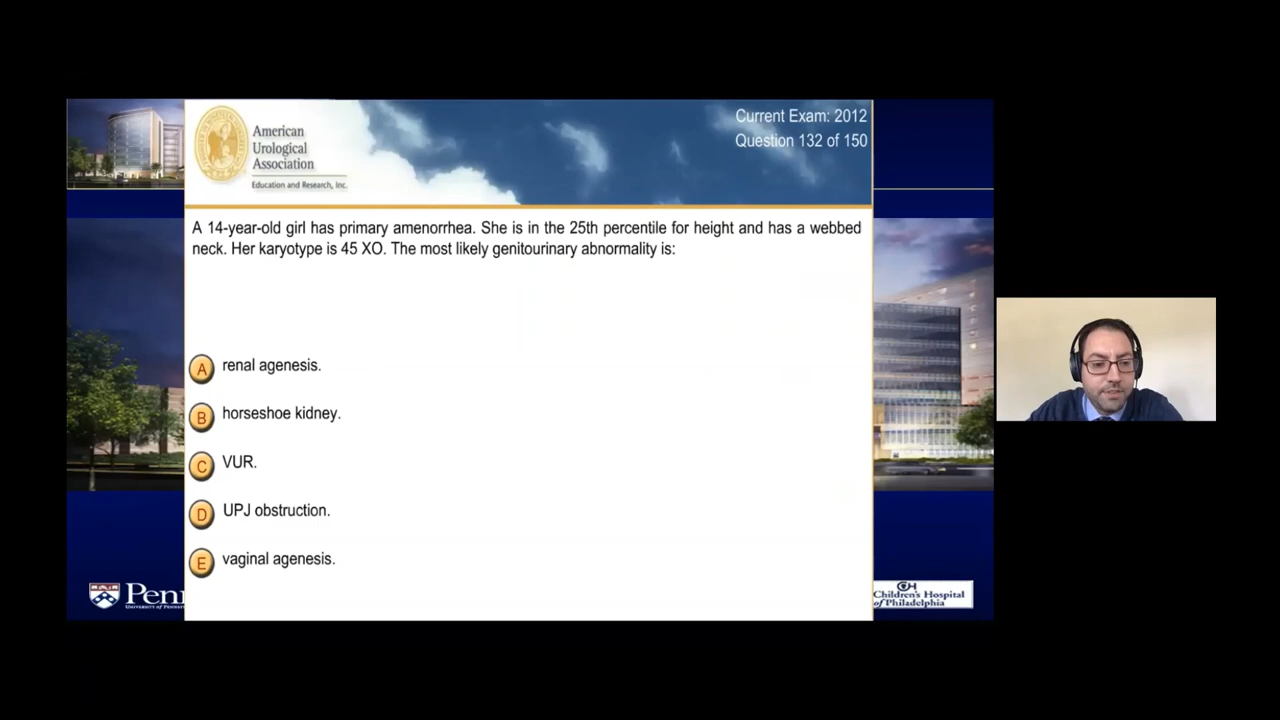 American
Urological
Association
Education and Research, Inc.
Current Exam: 2012
Question 132 of 150
A 14-year-old girl has primary amenorrhea. She is in the 25th percentile for height and has a webbed
neck. Her karyotype is 45 XO. The most likely genitourinary abnormality is:
A renal agenesis.
B horseshoe kidney.
C VUR.
D UPJ obstruction.
E vaginal agenesis.
Penn
Children's Hospital
of Philadelphia